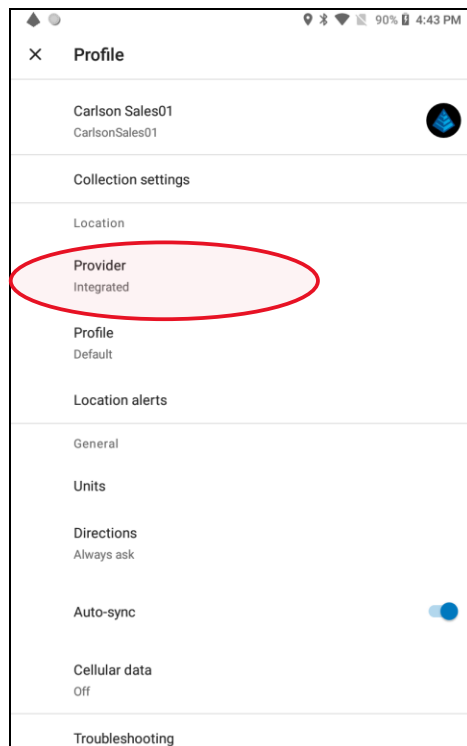 90% 4:43 PM
Profile
Carlson Sales01
CarlsonSales01
Collection settings
Location
Provider
Integrated
Profile
Default
Location alerts
General
Units
Directions
Always ask
Auto-sync
Cellular data
Off
Troubleshooting